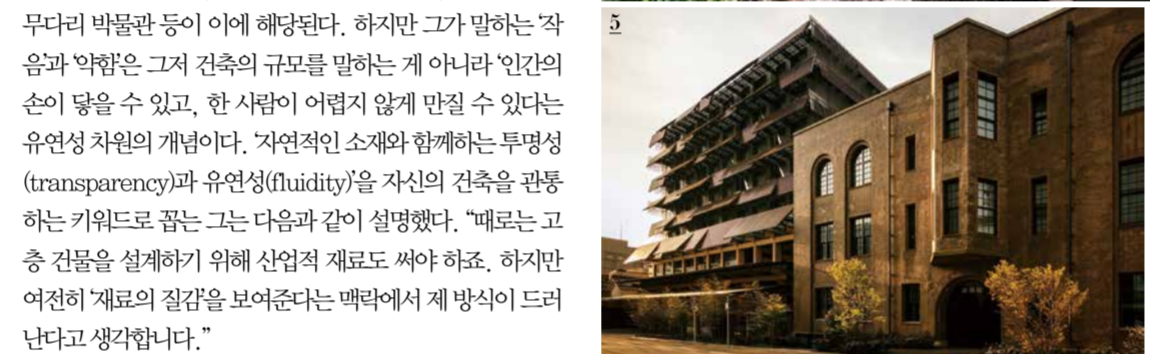 무다리 박물관 등이 이에 해당된다. 하지만 그가 말하는 '작
음'과 '약함'은 그저 건축의 규모를 말하는 게 아니라 '인간의
손이 닿을 수 있고, 한 사람이 어렵지 않게 만질 수 있다는
유연성 차원의 개념이다. '자연적인 소재와 함께하는 투명성
(transparency)과 유연성(fluidity)'을 자신의 건축을 관통
하는 키워드로 꼽는 그는 다음과 같이 설명했다. “때로는 고
층 건물을 설계하기 위해 산업적 재료도 써야 하죠. 하지만
여전히 '재료의 질감'을 보여준다는 맥락에서 제 방식이 드러
난다고 생각합니다.”
5